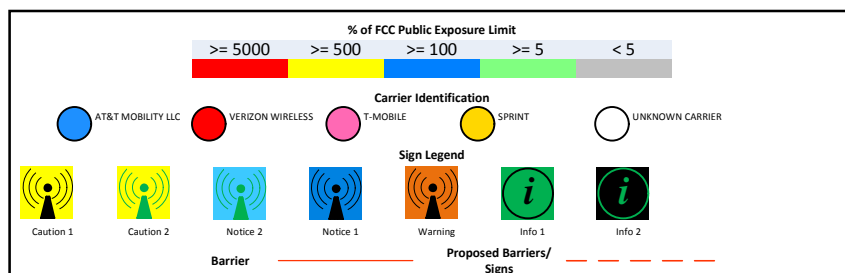 % of FCC Public Exposure Limit
>= 5000 >= 500 >= 100 >= 5 < 5
Carrier Identification
AT&T MOBILITY LLC VERIZON WIRELESS T-MOBILE SPRINT UNKNOWN CARRIER
Sign Legend
i i
Caution 1 Caution 2 Notice 2 Notice 1 Warning Info 1 Info 2
Barrier Proposed Barriers/
Signs